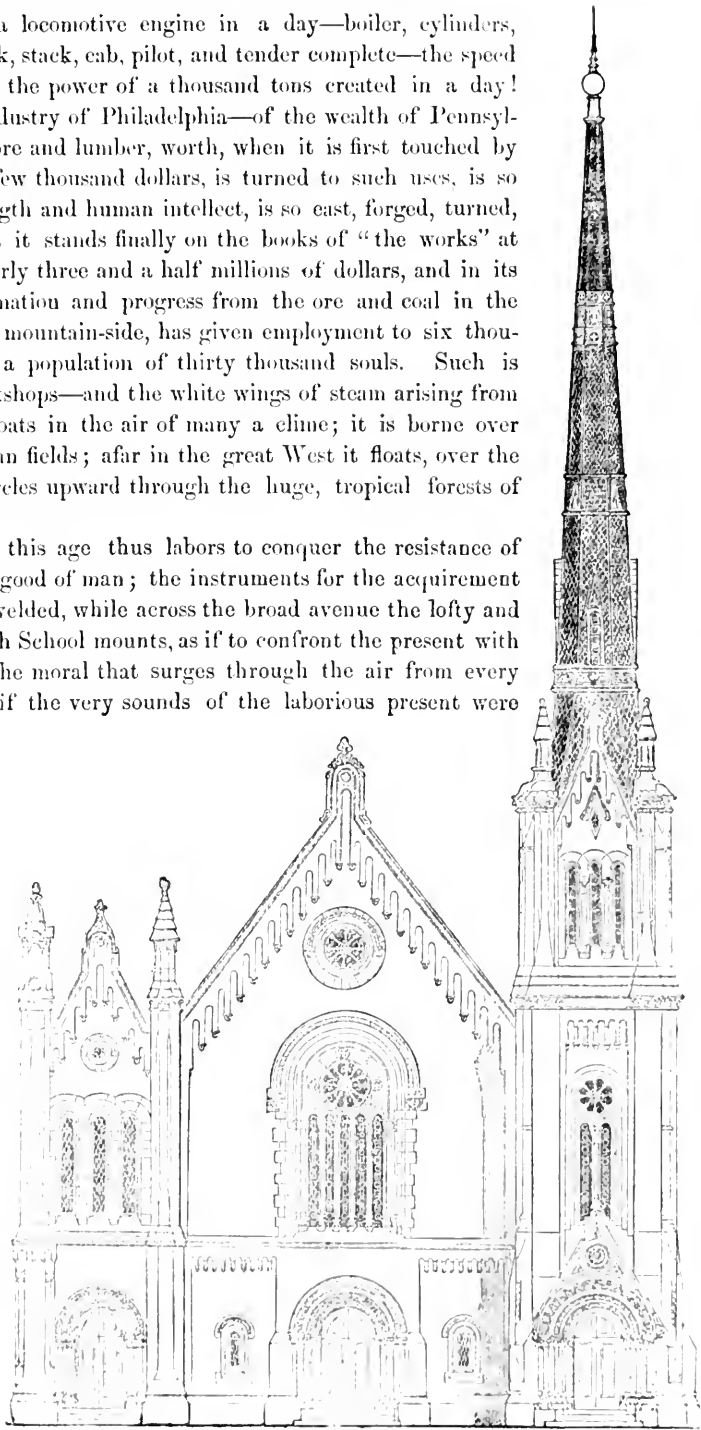 a locomotive engine in a day—boiler, cylinders,
k, stack, cab, pilot, and tender complete—the speed
the power of a thousand tons created in a day!
dustry of Philadelphia—of the wealth of Pennsyl-
ore and lumber, worth, when it is first touched by
few thousand dollars, is turned to such uses, is so
gth and human intellect, is so cast, forged, turned,
it stands finally on the books of "the works" at
rly three and a half millions of dollars, and in its
mation and progress from the ore and coal in the
mountain-side, has given employment to six thou-
a population of thirty thousand souls. Such is
kshops—and the white wings of steam arising from
oats in the air of many a clime; it is borne over
an fields; afar in the great West it floats, over the
rcles upward through the huge, tropical forests of
this age thus labors to conquer the resistance of
good of man; the instruments for the acquirement
welded, while across the broad avenue the lofty and
h School mounts, as if to confront the present with
he moral that surges through the air from every
if the very sounds of the laborious present were